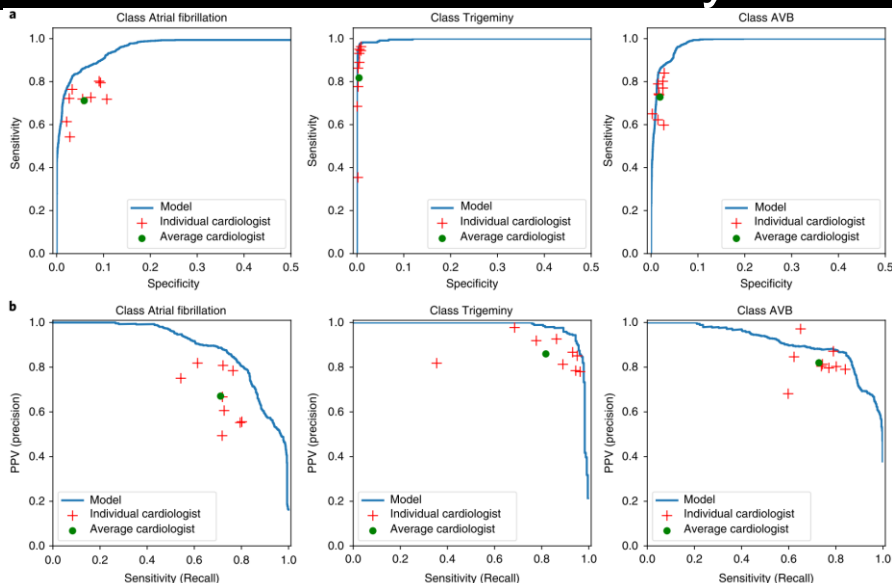 a
Class Atrial fibrillation
Class Trigeminy
Class AVB
1.0
0.8
0.6
0.4
0.2
0.0
Sensitivity
Model
Individual cardiologist
Average cardiologist
0.0 0.1 0.2 0.3 0.4 0.5
Specificity
1.0
0.8
0.6
0.4
0.2
0.0
Sensitivity
Model
Individual cardiologist
Average cardiologist
0.0 0.1 0.2 0.3 0.4 0.5
Specificity
1.0
0.8
0.6
0.4
0.2
0.0
Sensitivity
Model
Individual cardiologist
Average cardiologist
0.0 0.1 0.2 0.3 0.4 0.5
Specificity
b
Class Atrial fibrillation
Class Trigeminy
Class AVB
1.0
0.8
0.6
0.4
0.2
0.0
PPV (precision)
Model
Individual cardiologist
Average cardiologist
0.0 0.2 0.4 0.6 0.8 1.0
Sensitivity (Recall)
1.0
0.8
0.6
0.4
0.2
0.0
PPV (precision)
Model
Individual cardiologist
Average cardiologist
0.0 0.2 0.4 0.6 0.8 1.0
Sensitivity (Recall)
1.0
0.8
0.6
0.4
0.2
0.0
PPV (precision)
Model
Individual cardiologist
Average cardiologist
0.0 0.2 0.4 0.6 0.8 1.0
Sensitivity (Recall)